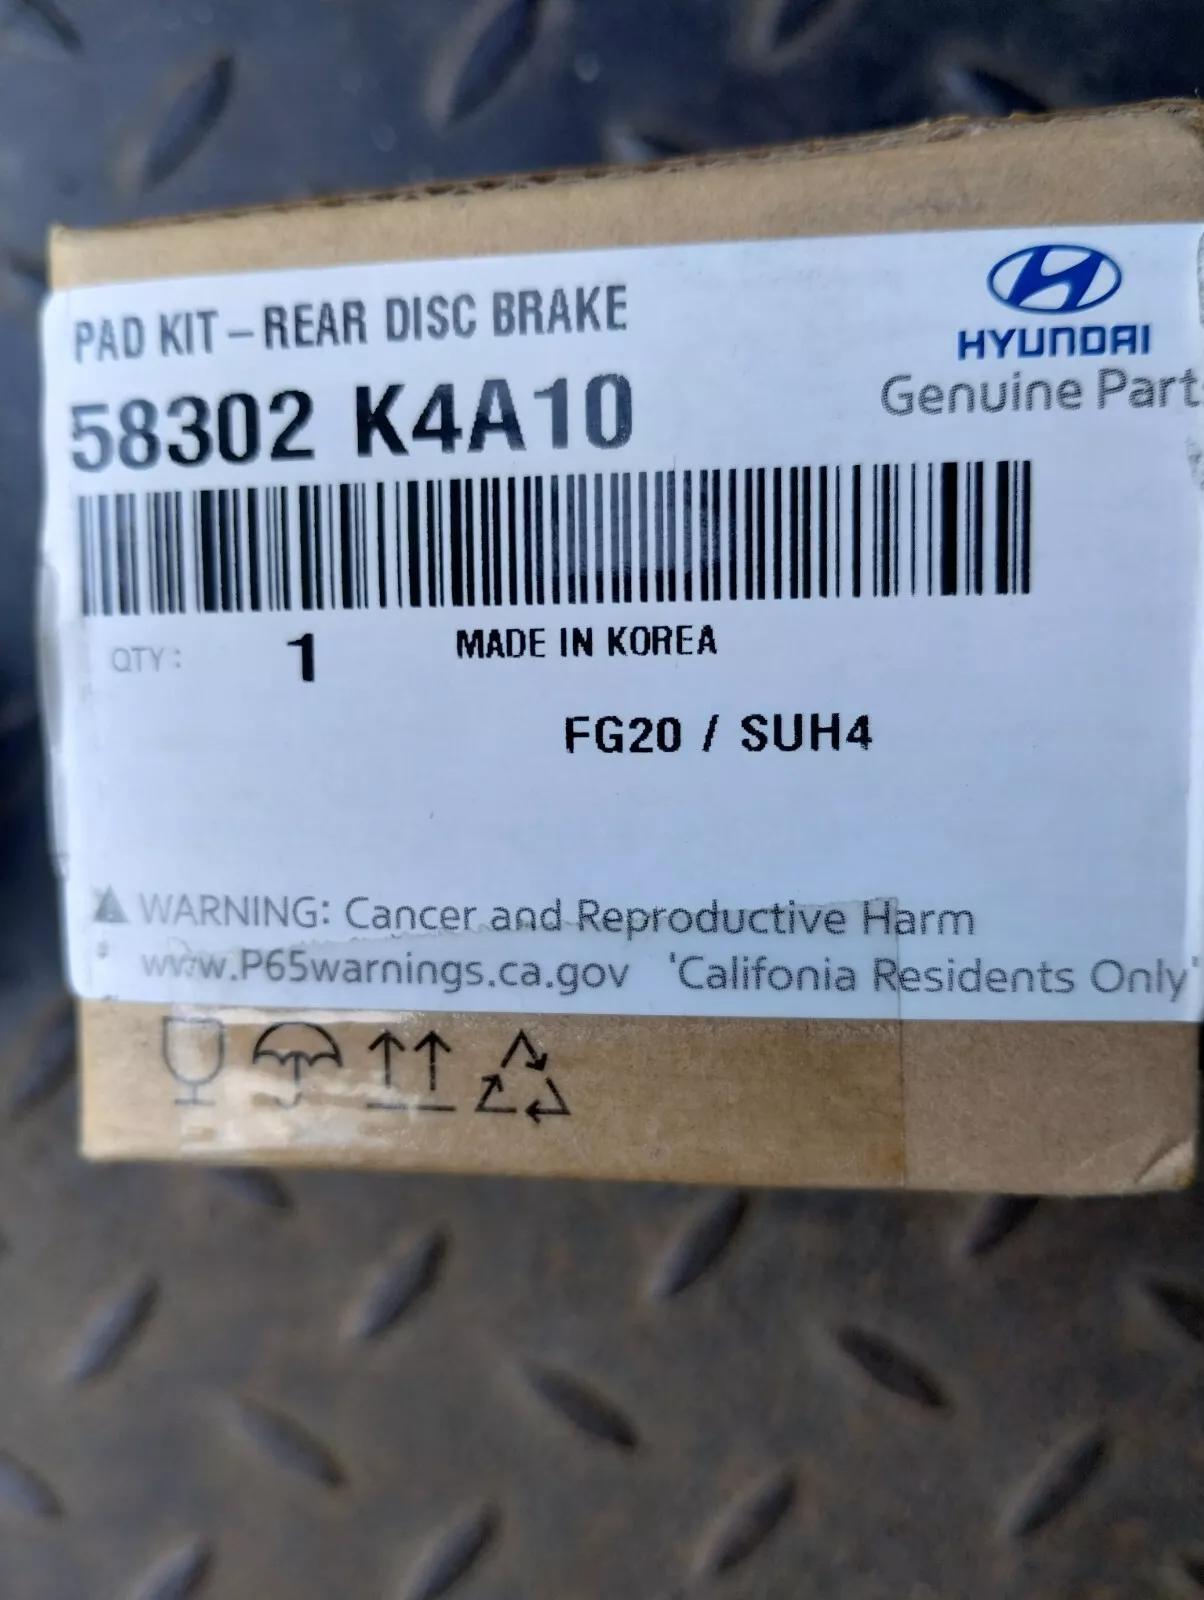 PAD KIT-REAR DISC BRAKE
58302 K4A10
HYUNDAI
Genuine Part
QTY: 1 MADE IN KOREA
FG20 / SUH4
WARNING: Cancer and Reproductive Harm
www.P65warnings.ca.gov 'Califonia Residents Only'